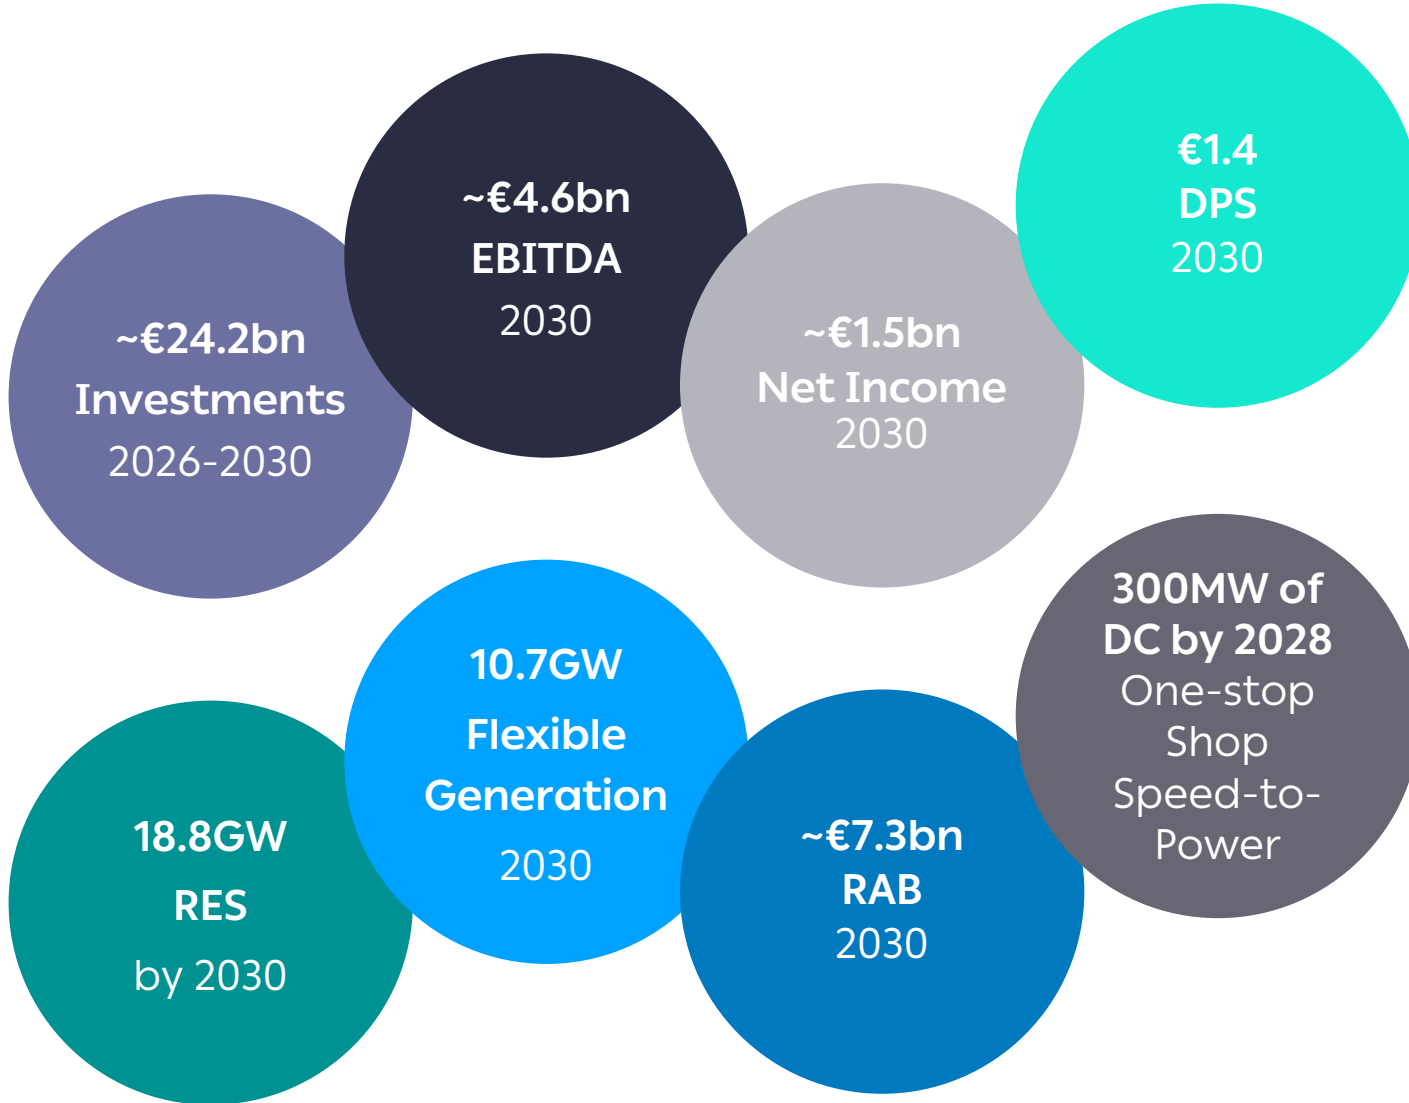 ~€24.2bn
Investments
2026-2030
~€4.6bn
EBITDA
2030
~€1.5bn
Net Income
2030
€1.4
DPS
2030
18.8GW
RES
by 2030
10.7GW
Flexible
Generation
2030
~€7.3bn
RAB
2030
300MW of
DC by 2028
One-stop
Shop
Speed-to-
Power